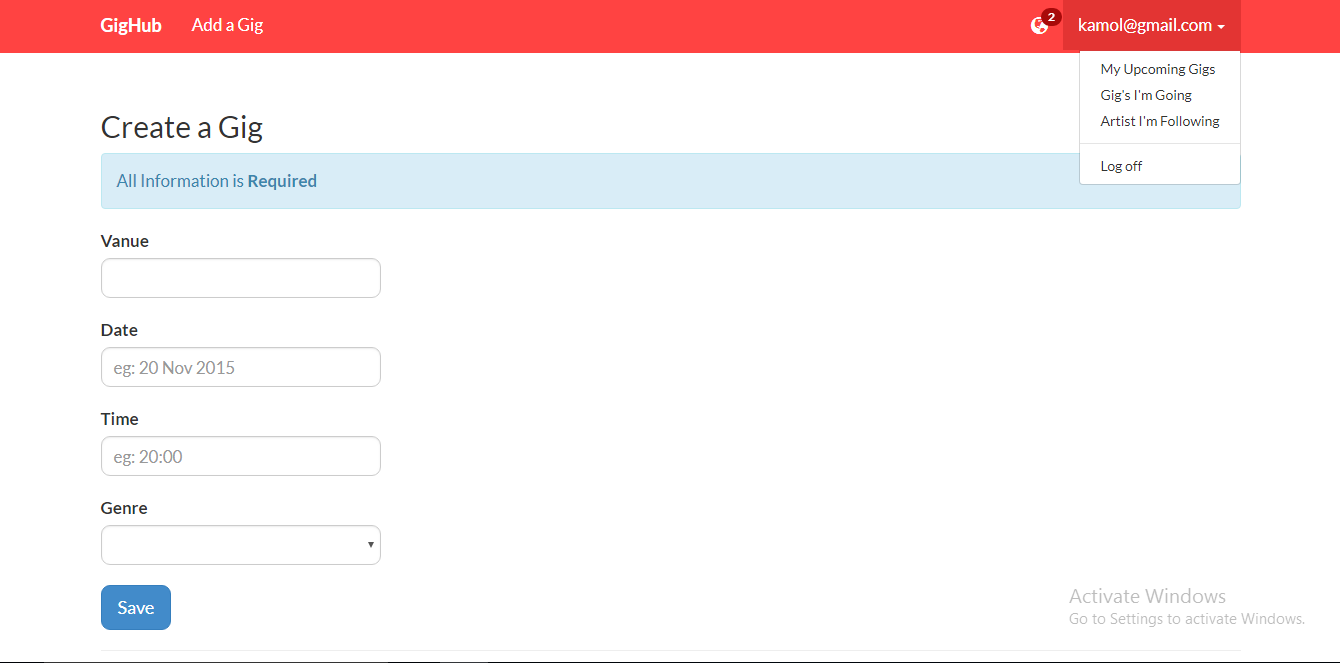 GigHub Add a Gig 2 kamol@gmail.com
My Upcoming Gigs
Gig's I'm Going
Artist I'm Following
Log off
Create a Gig
All Information is Required
Vanue
Date
eg: 20 Nov 2015
Time
eg: 20:00
Genre
Save
Activate Windows
Go to Settings to activate Windows.